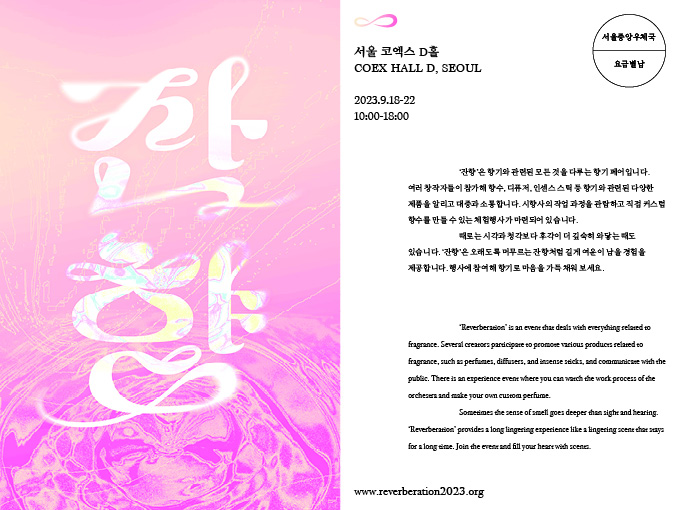 잔향
서울 코엑스 D홀
COEX HALL D, SEOUL
2023.9.18-22
10:00-18:00
서울중앙우체국
요금별납
'잔향'은 향기와 관련된 모든 것을 다루는 향기 페어입니다.
여러 창작자들이 참가해 향수, 디퓨저, 인센스 스틱 등 향기와 관련된 다양한
제품을 알리고 대중과 소통합니다. 시향사의 작업 과정을 관람하고 직접 커스텀
향수를 만들 수 있는 체험행사가 마련되어 있습니다.
때로는 시각과 청각보다 후각이 더 깊숙히 와닿는 때도
있습니다. '잔향'은 오래도록 머무르는 잔향처럼 길게 여운이 남을 경험을
제공합니다. 행사에 참여해 향기로 마음을 가득 채워 보세요.
'Reverberation' is an event that deals with everything related to
fragrance. Several creators participate to promote various products related to
fragrance, such as perfumes, diffusers, and insense sticks, and communicate with the
public. There is an experience event where you can watch the work process of the
orchestra and make your own custom perfume.
Sometimes the sense of smell goes deeper than sight and hearing.
'Reverberation' provides a long lingering experience like a lingering scent that stays
for a long time. Join the event and fill your heart with scents.
www.reverberation2023.org